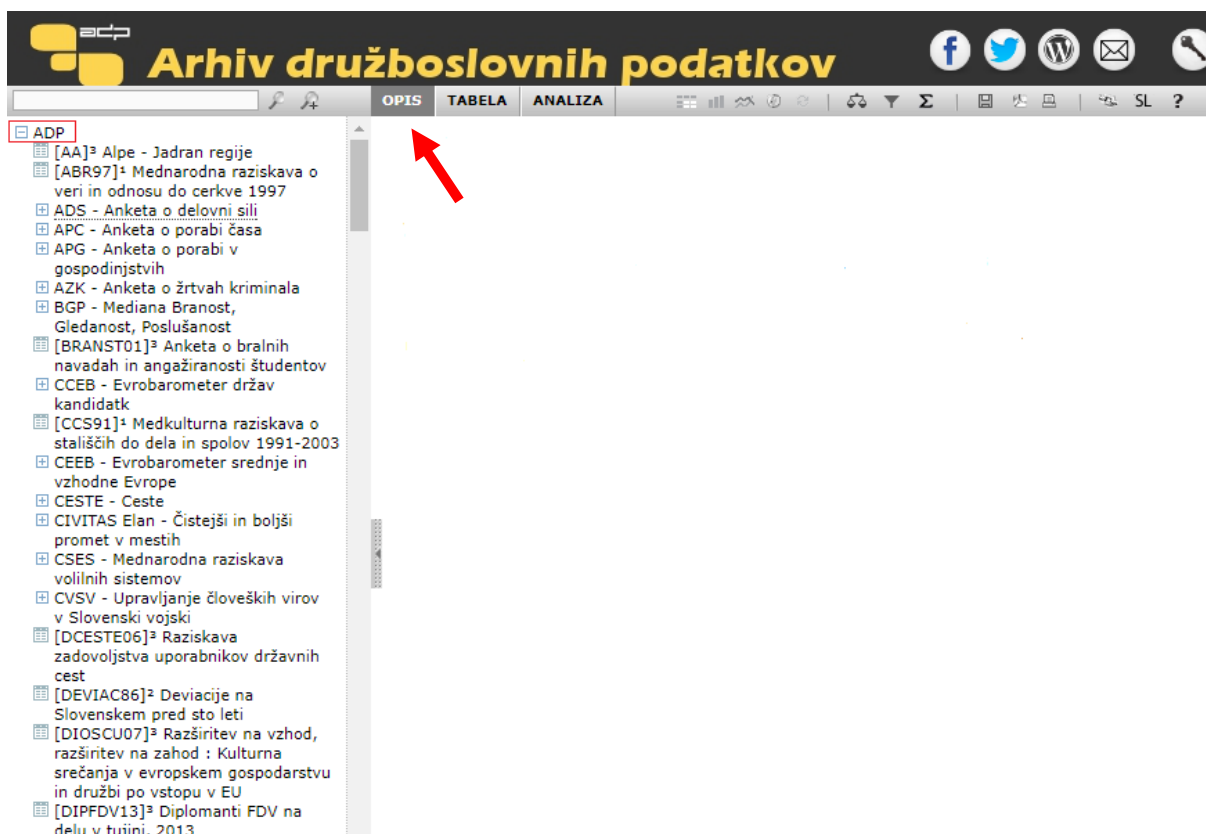 adp
Arhiv družboslovnih podatkov
OPIS TABELA ANALIZA Σ SL ?
ADP
[AA]³ Alpe - Jadran regije
[ABR97]¹ Mednarodna raziskava o
veri in odnosu do cerkve 1997
ADS - Anketa o delovni sili
APC - Anketa o porabi časa
APG - Anketa o porabi v
gospodinjstvih
AZK - Anketa o žrtvah kriminala
BGP - Mediana Branost,
Gledanost, Poslušanost
[BRANST01]³ Anketa o bralnih
navadah in angažiranosti študentov
CCEB - Evrobarometer držav
kandidatk
[CCS91]¹ Medkulturna raziskava o
stališčih do dela in spolov 1991-2003
CEEB - Evrobarometer srednje in
vzhodne Evrope
CESTE - Ceste
CIVITAS Elan - Čistejši in boljši
promet v mestih
CSES - Mednarodna raziskava
volilnih sistemov
CVSV - Upravljanje človeških virov
v Slovenski vojski
[DCESTE06]³ Raziskava
zadovoljstva uporabnikov državnih
cest
[DEVIAC86]² Deviacije na
Slovenskem pred sto leti
[DIOSCU07]³ Razširitev na vzhod,
razširitev na zahod : Kulturna
srečanja v evropskem gospodarstvu
in družbi po vstopu v EU
[DIPFDV13]³ Diplomanti FDV na
delu v tujini, 2013